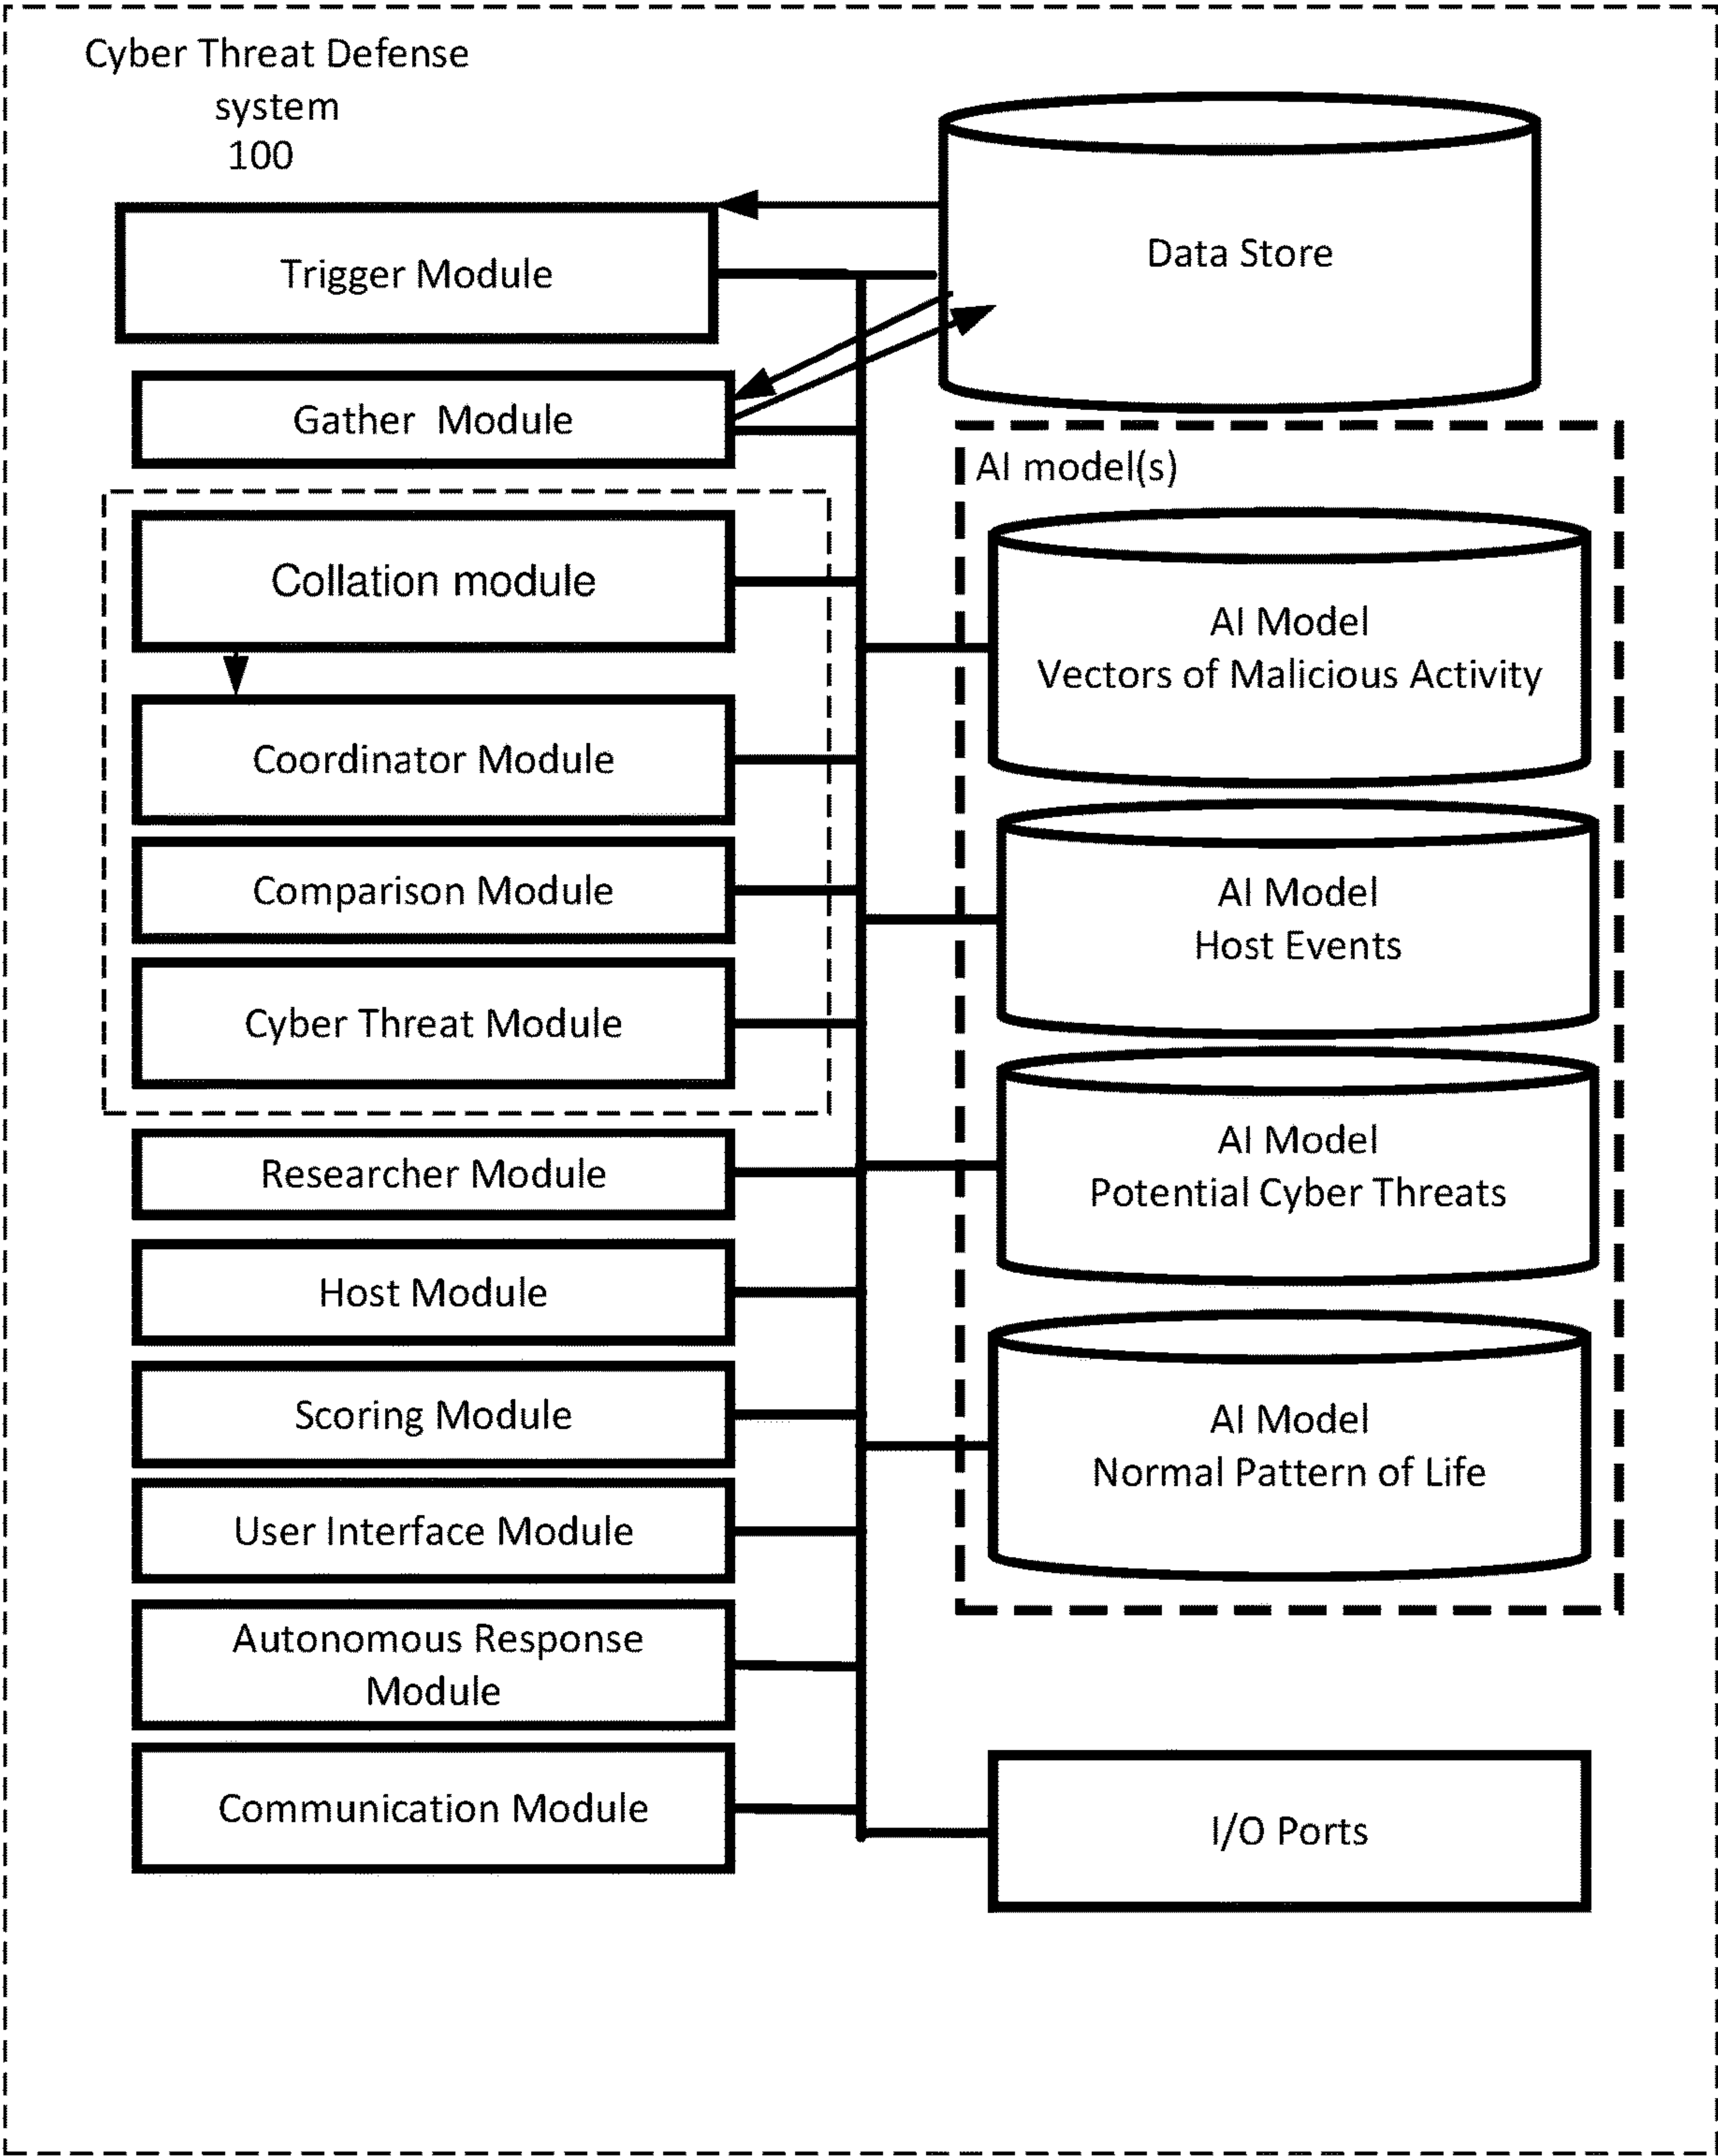 Cyber Threat Defense
system
100
Trigger Module
Data Store
Gather Module
AI model(s)
Collation module
Coordinator Module
Comparison Module
Cyber Threat Module
Researcher Module
Host Module
Scoring Module
User Interface Module
Autonomous Response
Module
Communication Module
AI Model
Vectors of Malicious Activity
AI Model
Host Events
AI Model
Potential Cyber Threats
AI Model
Normal Pattern of Life
I/O Ports